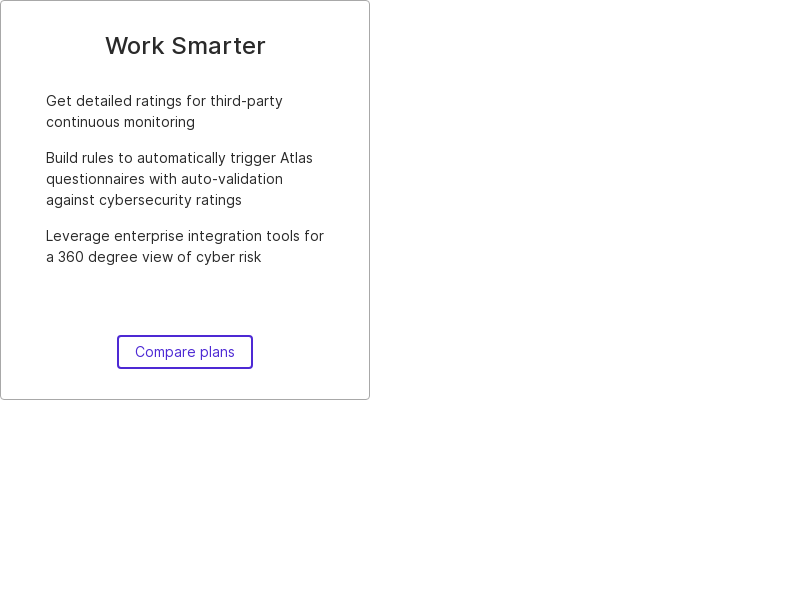 Work Smarter
Get detailed ratings for third-party
continuous monitoring
Build rules to automatically trigger Atlas
questionnaires with auto-validation
against cybersecurity ratings
Leverage enterprise integration tools for
a 360 degree view of cyber risk
Compare plans